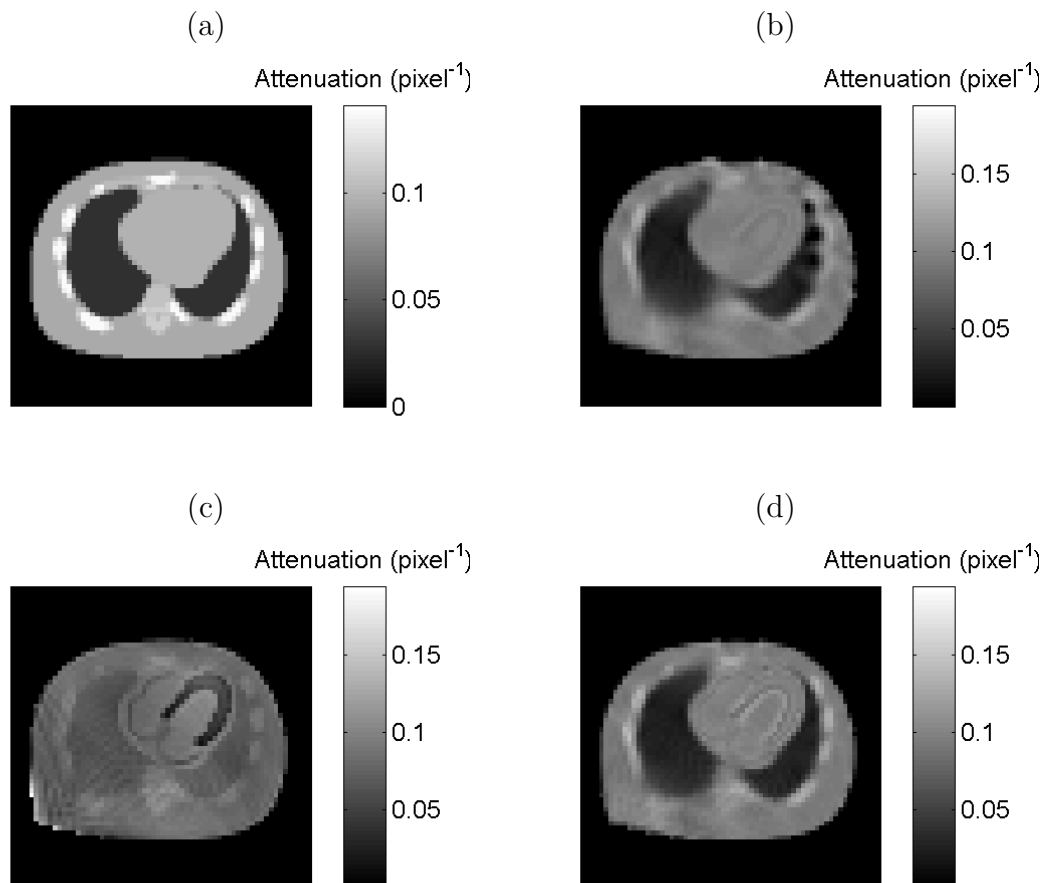 (a)
Attenuation (pixel⁻¹)
0.1
0.05
0
(b)
Attenuation (pixel⁻¹)
0.15
0.1
0.05
(c)
Attenuation (pixel⁻¹)
0.15
0.1
0.05
(d)
Attenuation (pixel⁻¹)
0.15
0.1
0.05